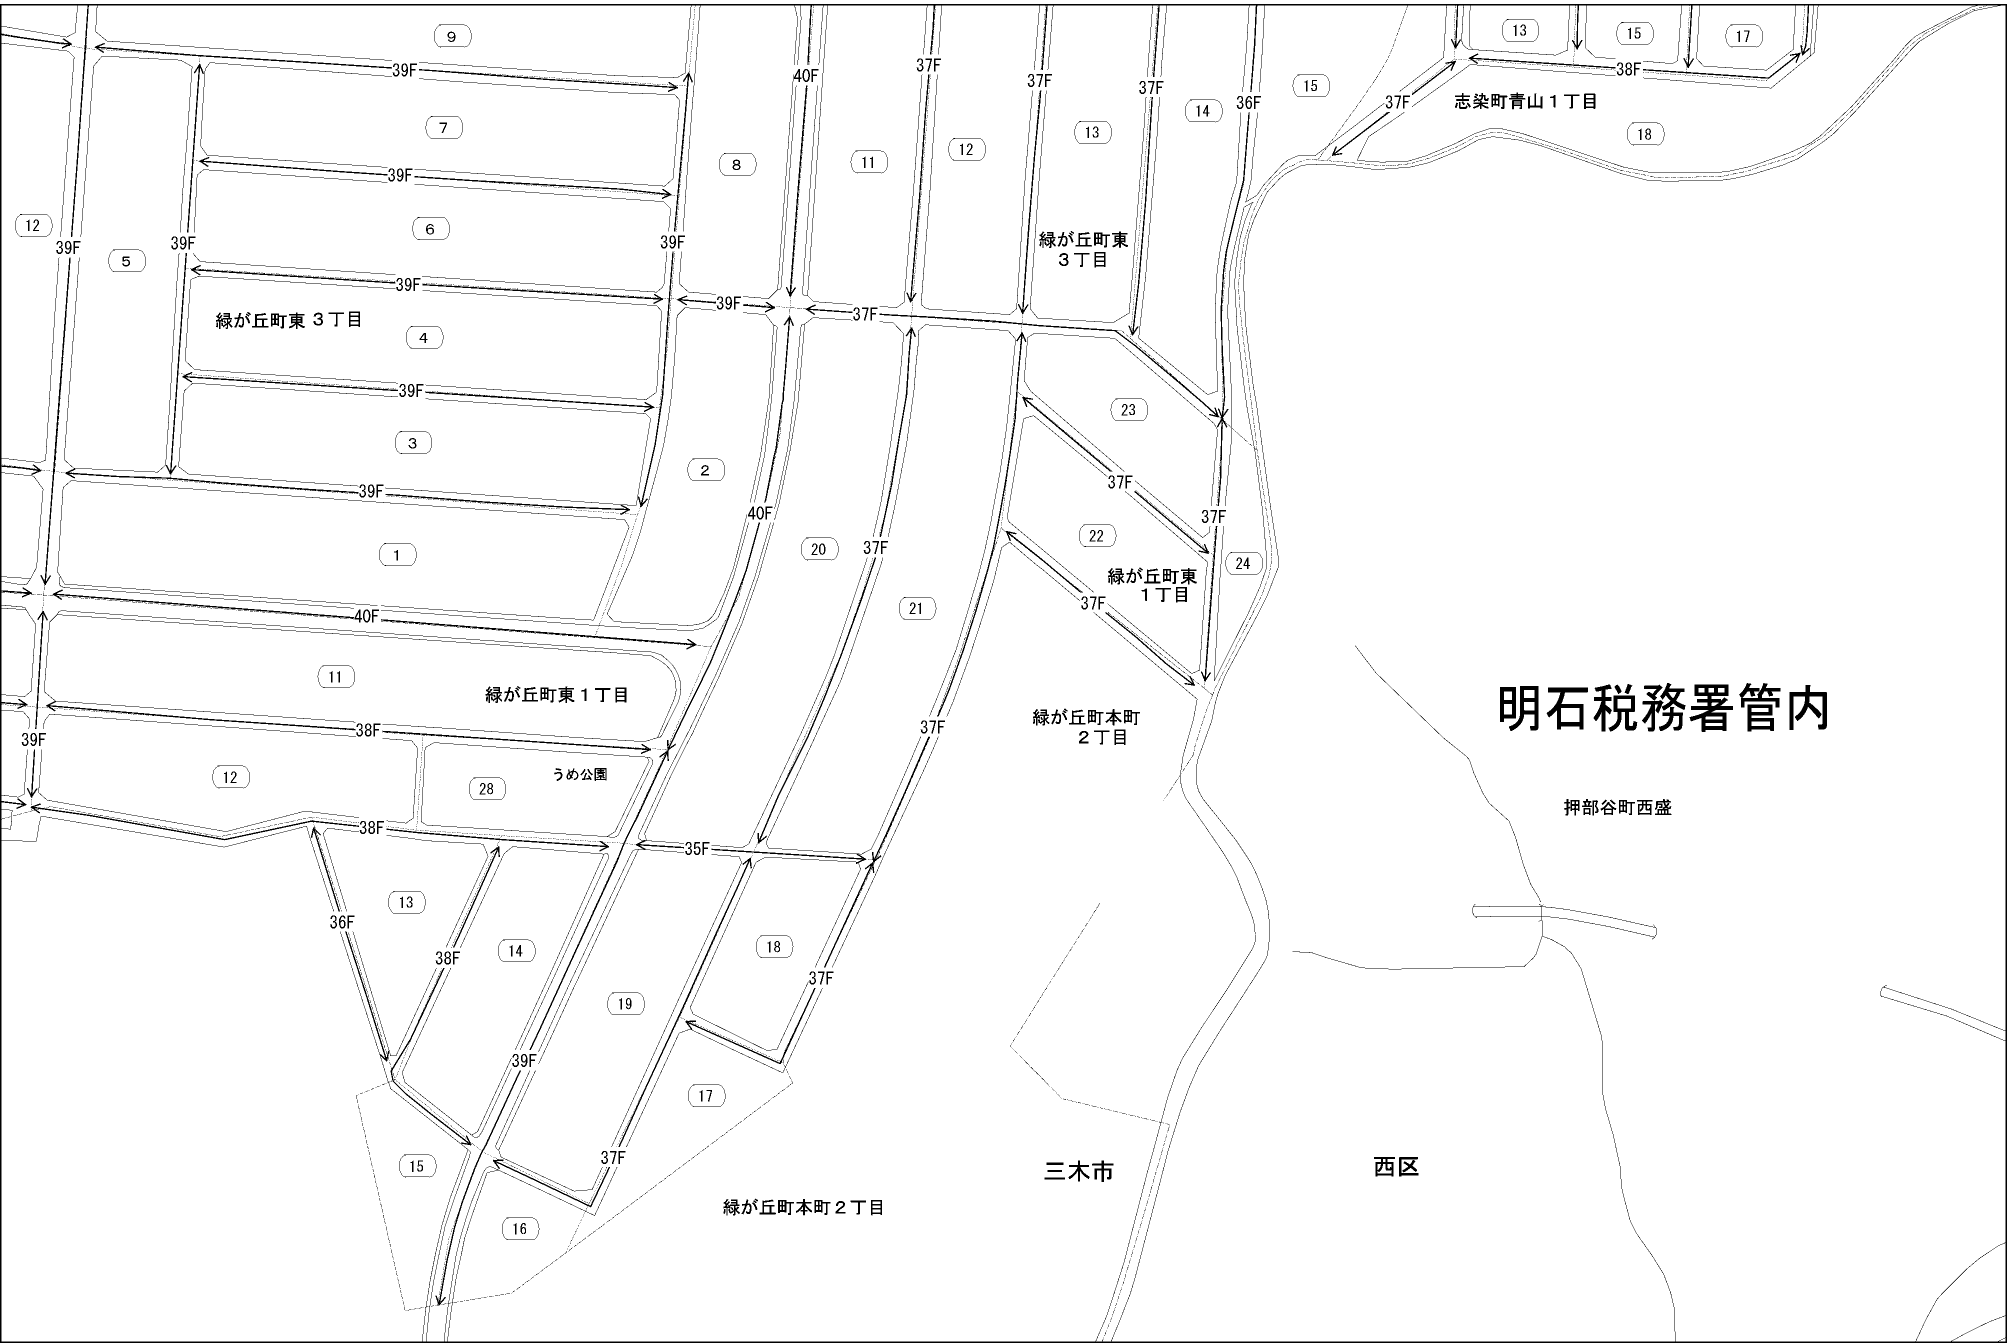 9
13
15
17
39F
40F
37F
37F
37F
36F
15
38F
37F
志染町青山１丁目
18
14
7
8
11
12
13
39F
12
39F
5
39F
6
39F
緑が丘町東
３丁目
39F
39F
37F
緑が丘町東 ３丁目
4
39F
23
3
2
39F
37F
40F
37F
1
20
37F
22
24
緑が丘町東
１丁目
37F
40F
21
11
緑が丘町東１丁目
38F
37F
緑が丘町本町
２丁目
明石税務署管内
39F
12
28
うめ公園
押部谷町西盛
38F
35F
13
36F
38F
14
18
37F
19
39F
17
37F
15
16
緑が丘町本町２丁目
三木市
西区